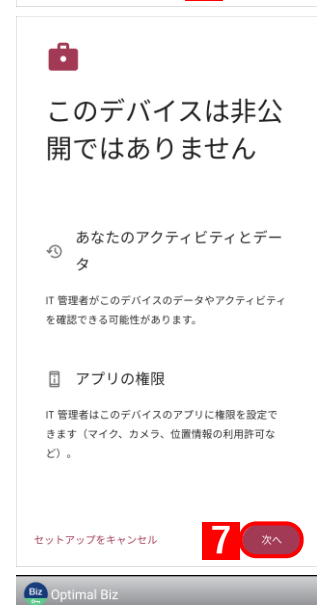 このデバイスは非公
開ではありません
あなたのアクティビティとデー
タ
IT 管理者がこのデバイスのデータやアクティビティ
を確認できる可能性があります。
アプリの権限
IT 管理者はこのデバイスのアプリに権限を設定で
きます（マイク、カメラ、位置情報の利用許可な
ど）。
セットアップをキャンセル
7
次へ
Biz
Optimal Biz